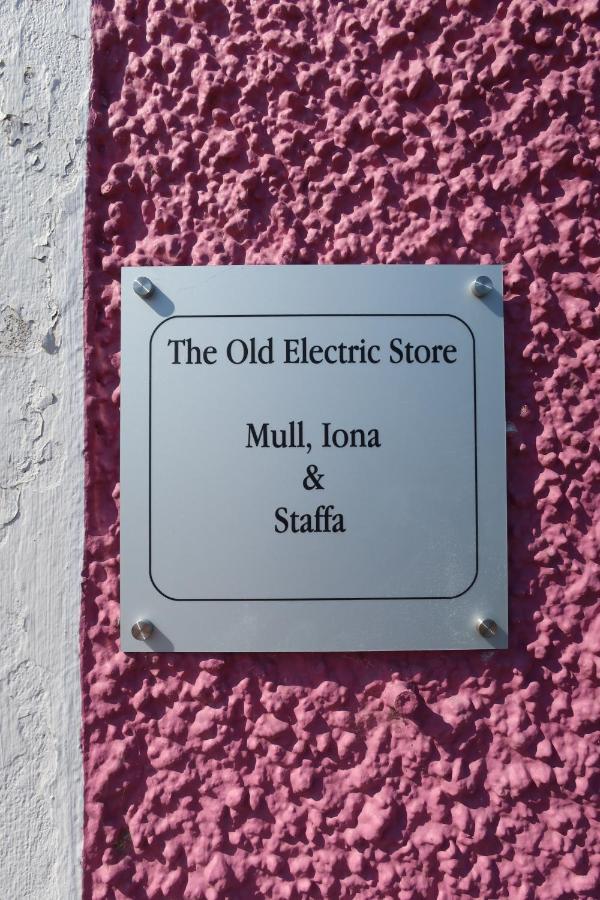 The Old Electric Store
Mull, Iona
&
Staffa